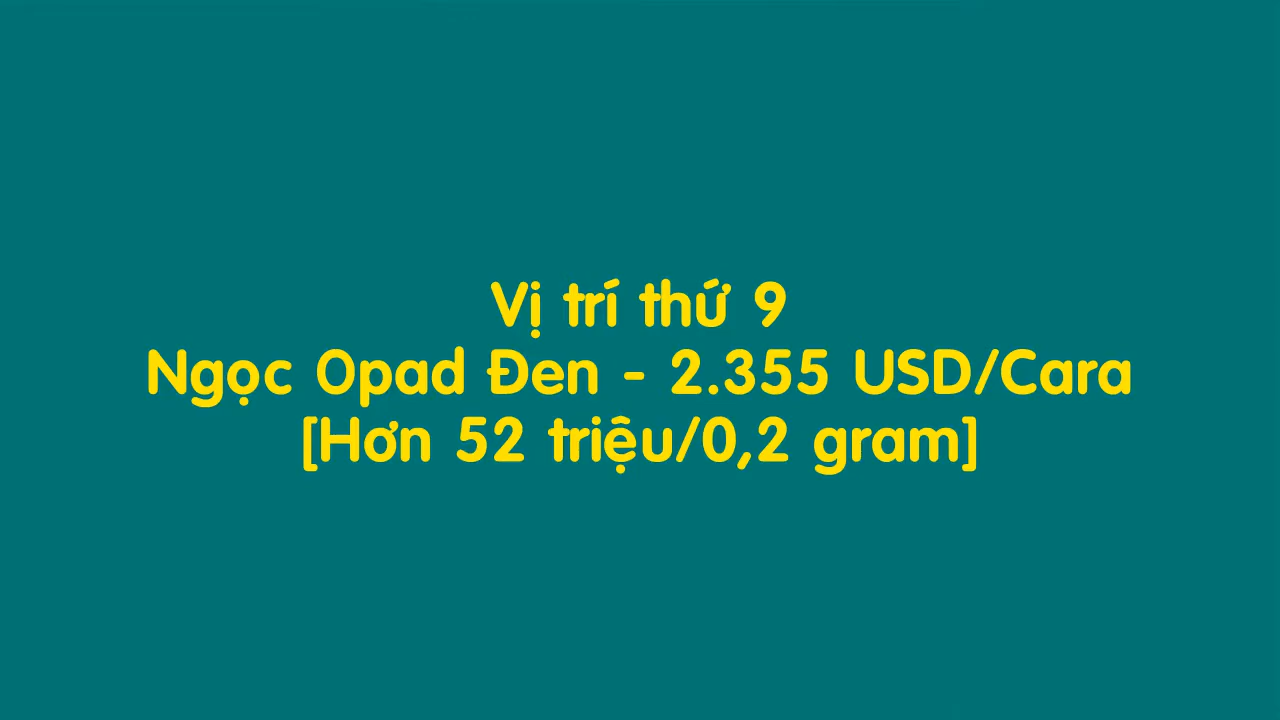 Vị trí thứ 9
Ngọc Opad Đen - 2.355 USD/Cara
[Hơn 52 triệu/0,2 gram]